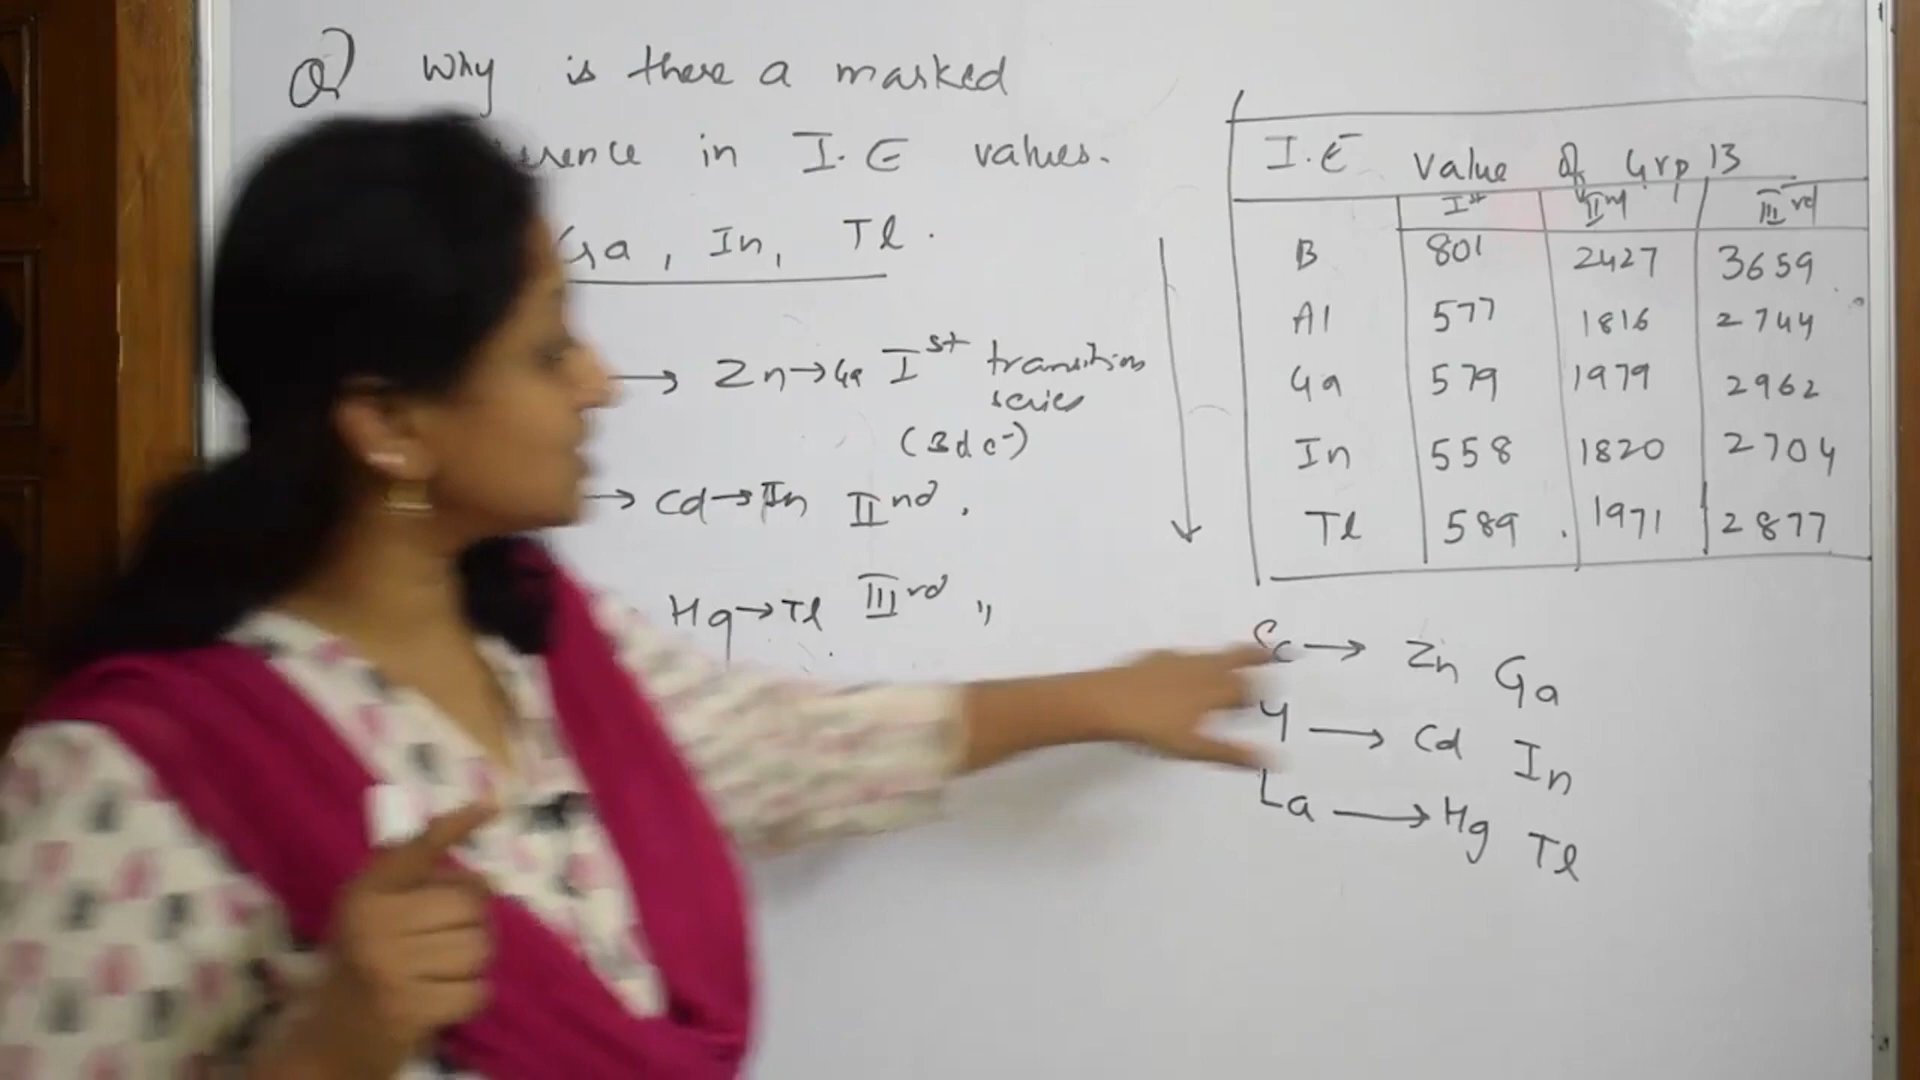 Q) Why is there a marked
in I.E values.
Ga, In, Tl.
→ Zn→Ga Ist transition
series
(3d e-)
→ Cd→In IInd "
Hg→Tl IIIrd "
I.E Value of Grp 13
Ist IInd IIIrd
B 801 2427 3659
Al 577 1816 2744
Ga 579 1979 2962
In 558 1820 2704
Tl 589 1971 2877
Sc → Zn Ga
Y → Cd In
La → Hg Tl